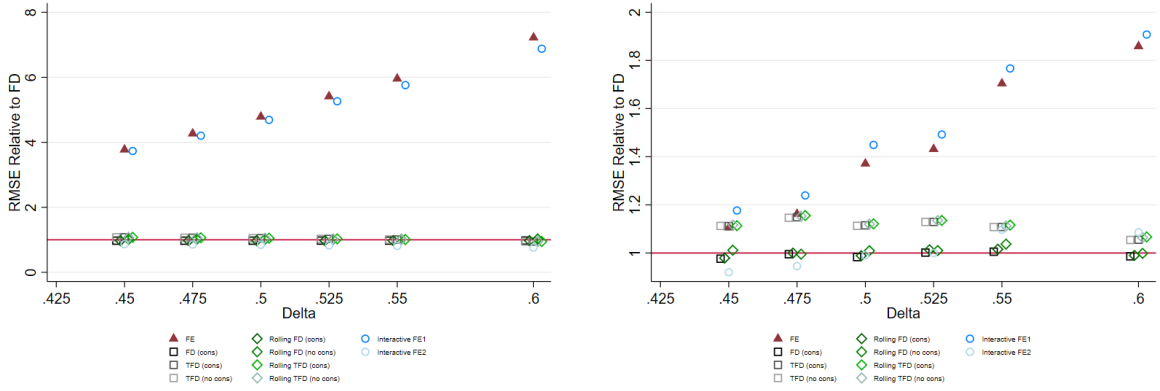 RMSE Relative to FD
8
6
4
2
0
.425 .45 .475 .5 .525 .55 .6
Delta
FE
FD (cons)
TFD (cons)
TFD (no cons)
Rolling FD (cons)
Rolling FD (no cons)
Rolling TFD (cons)
Rolling TFD (no cons)
Interactive FE1
Interactive FE2
RMSE Relative to FD
2
1.8
1.6
1.4
1.2
1
.425 .45 .475 .5 .525 .55 .6
Delta
FE
FD (cons)
TFD (cons)
TFD (no cons)
Rolling FD (cons)
Rolling FD (no cons)
Rolling TFD (cons)
Rolling TFD (no cons)
Interactive FE1
Interactive FE2